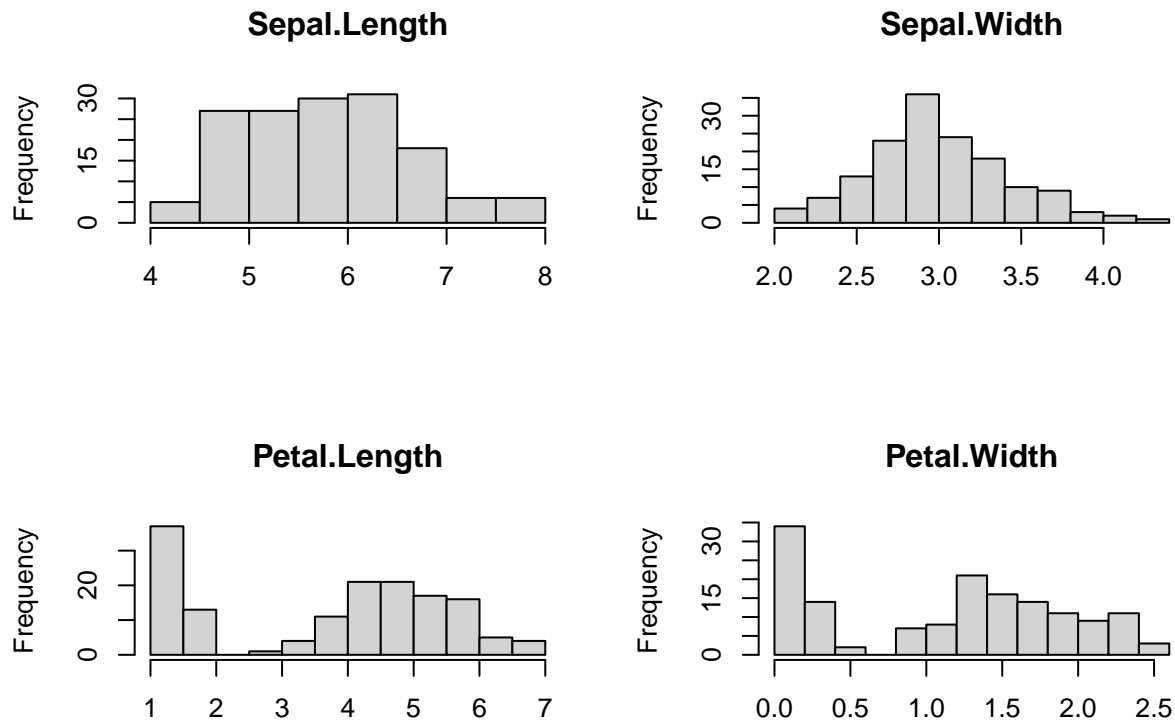 Sepal.Length
Frequency
0 15 30
4 5 6 7 8
Sepal.Width
Frequency
0 15 30
2.0 2.5 3.0 3.5 4.0
Petal.Length
Frequency
0 20
1 2 3 4 5 6 7
Petal.Width
Frequency
0 15 30
0.0 0.5 1.0 1.5 2.0 2.5